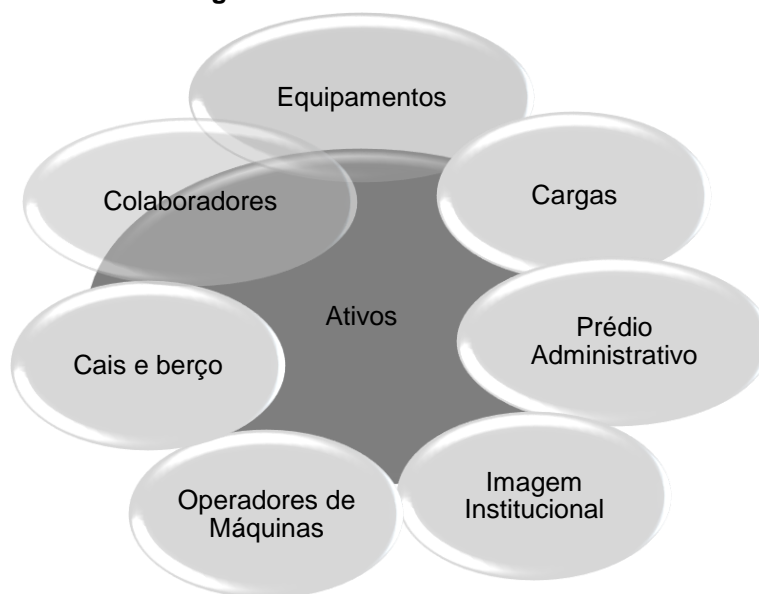 Equipamentos
Colaboradores
Cargas
Ativos
Prédio
Administrativo
Cais e berço
Imagem
Institucional
Operadores de
Máquinas